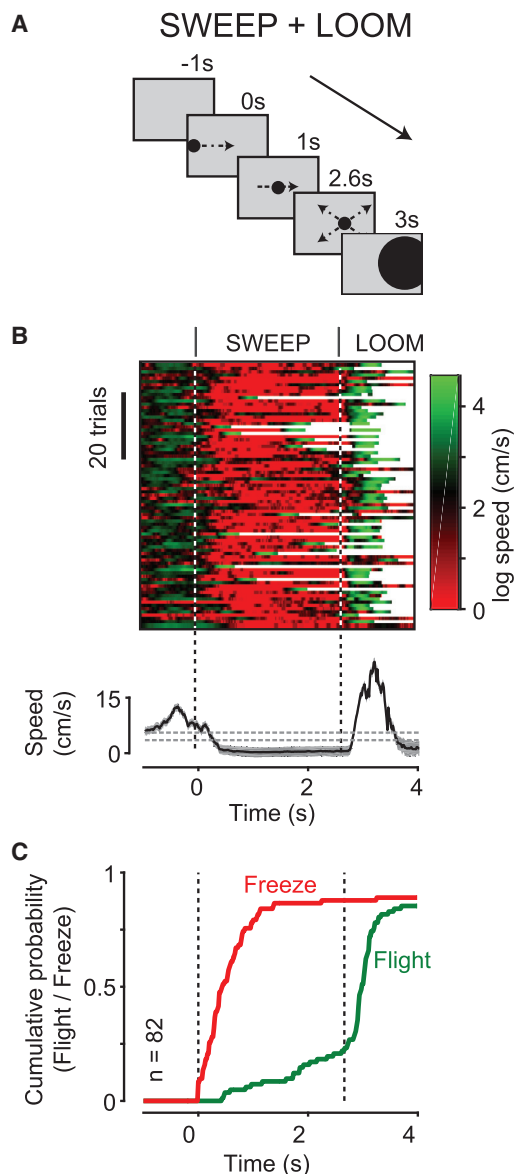 A
SWEEP + LOOM
-1s
0s
1s
2.6s
3s
B
SWEEP
LOOM
20 trials
4
2
0
log speed (cm/s)
15
0
Speed
(cm/s)
0
2
4
Time (s)
C
1
0.5
0
Cumulative probability
(Flight / Freeze)
Freeze
Flight
n = 82
0
2
4
Time (s)